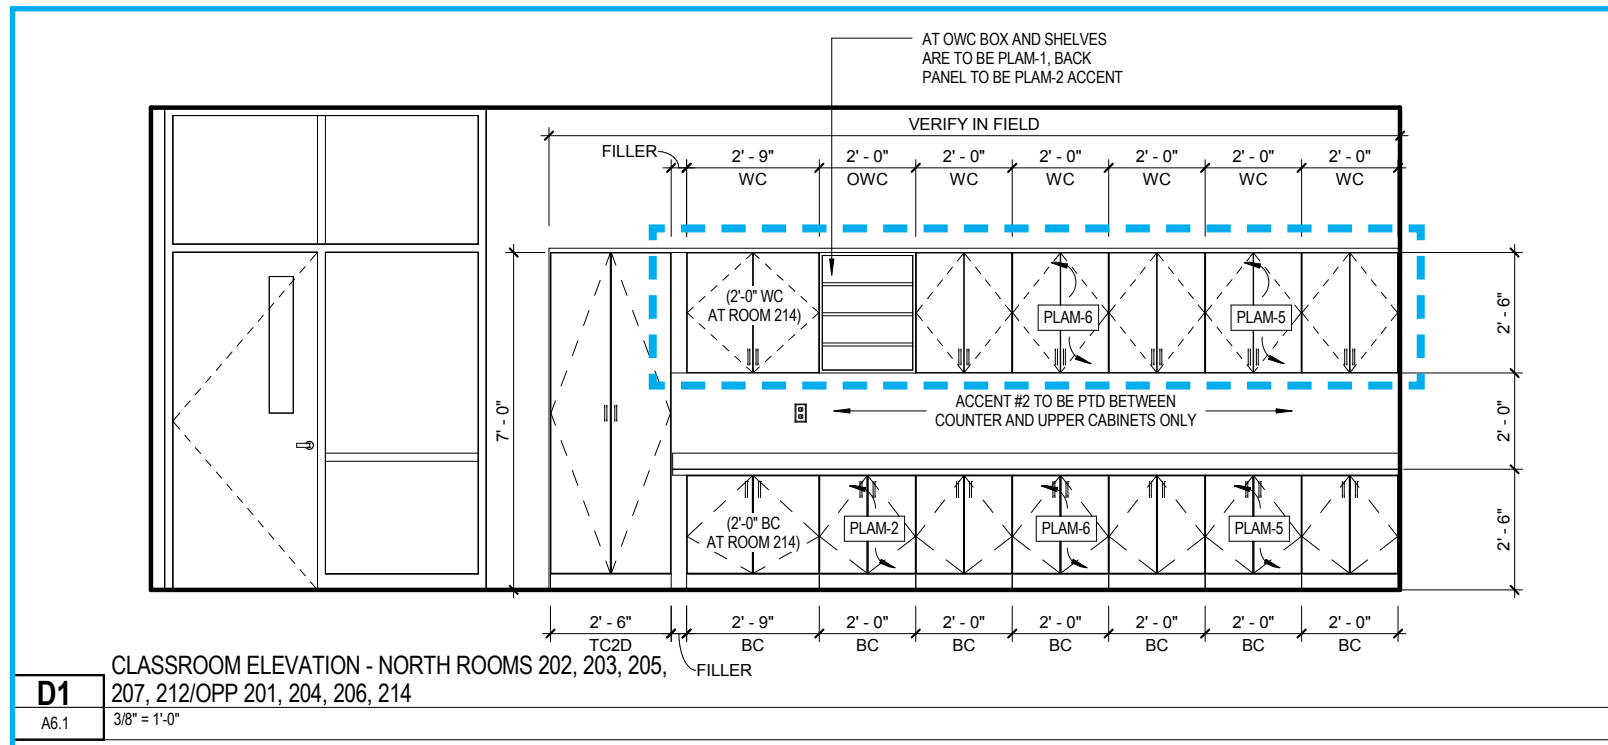 AT OWC BOX AND SHELVES
ARE TO BE PLAM-1, BACK
PANEL TO BE PLAM-2 ACCENT
VERIFY IN FIELD
FILLER
2' - 9"
2' - 0"
2' - 0"
2' - 0"
2' - 0"
2' - 0"
2' - 0"
WC
OWC
WC
WC
WC
WC
WC
(2'-0" WC
AT ROOM 214)
PLAM-6
PLAM-5
2' - 6"
7' - 0"
ACCENT #2 TO BE PTD BETWEEN
COUNTER AND UPPER CABINETS ONLY
2' - 0"
(2'-0" BC
AT ROOM 214)
PLAM-2
PLAM-6
PLAM-5
2' - 6"
2' - 6"
2' - 9"
2' - 0"
2' - 0"
2' - 0"
2' - 0"
2' - 0"
2' - 0"
TC2D
BC
BC
BC
BC
BC
BC
BC
FILLER
CLASSROOM ELEVATION - NORTH ROOMS 202, 203, 205,
207, 212/OPP 201, 204, 206, 214
D1
A6.1
3/8" = 1'-0"